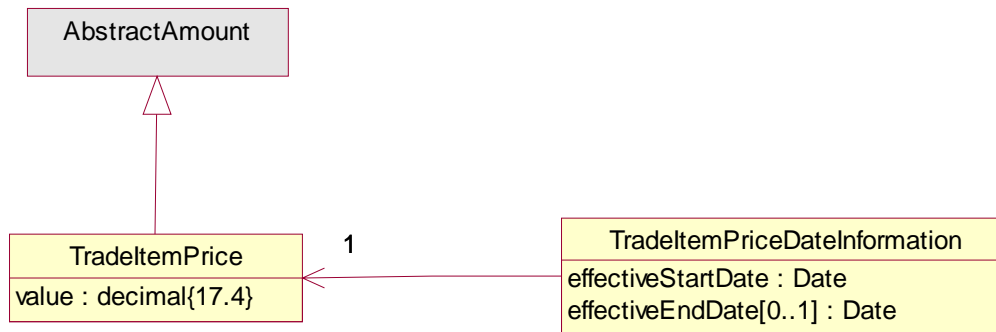 AbstractAmount
TradeItemPrice
value : decimal{17.4}
1
TradeItemPriceDateInformation
effectiveStartDate : Date
effectiveEndDate[0..1] : Date